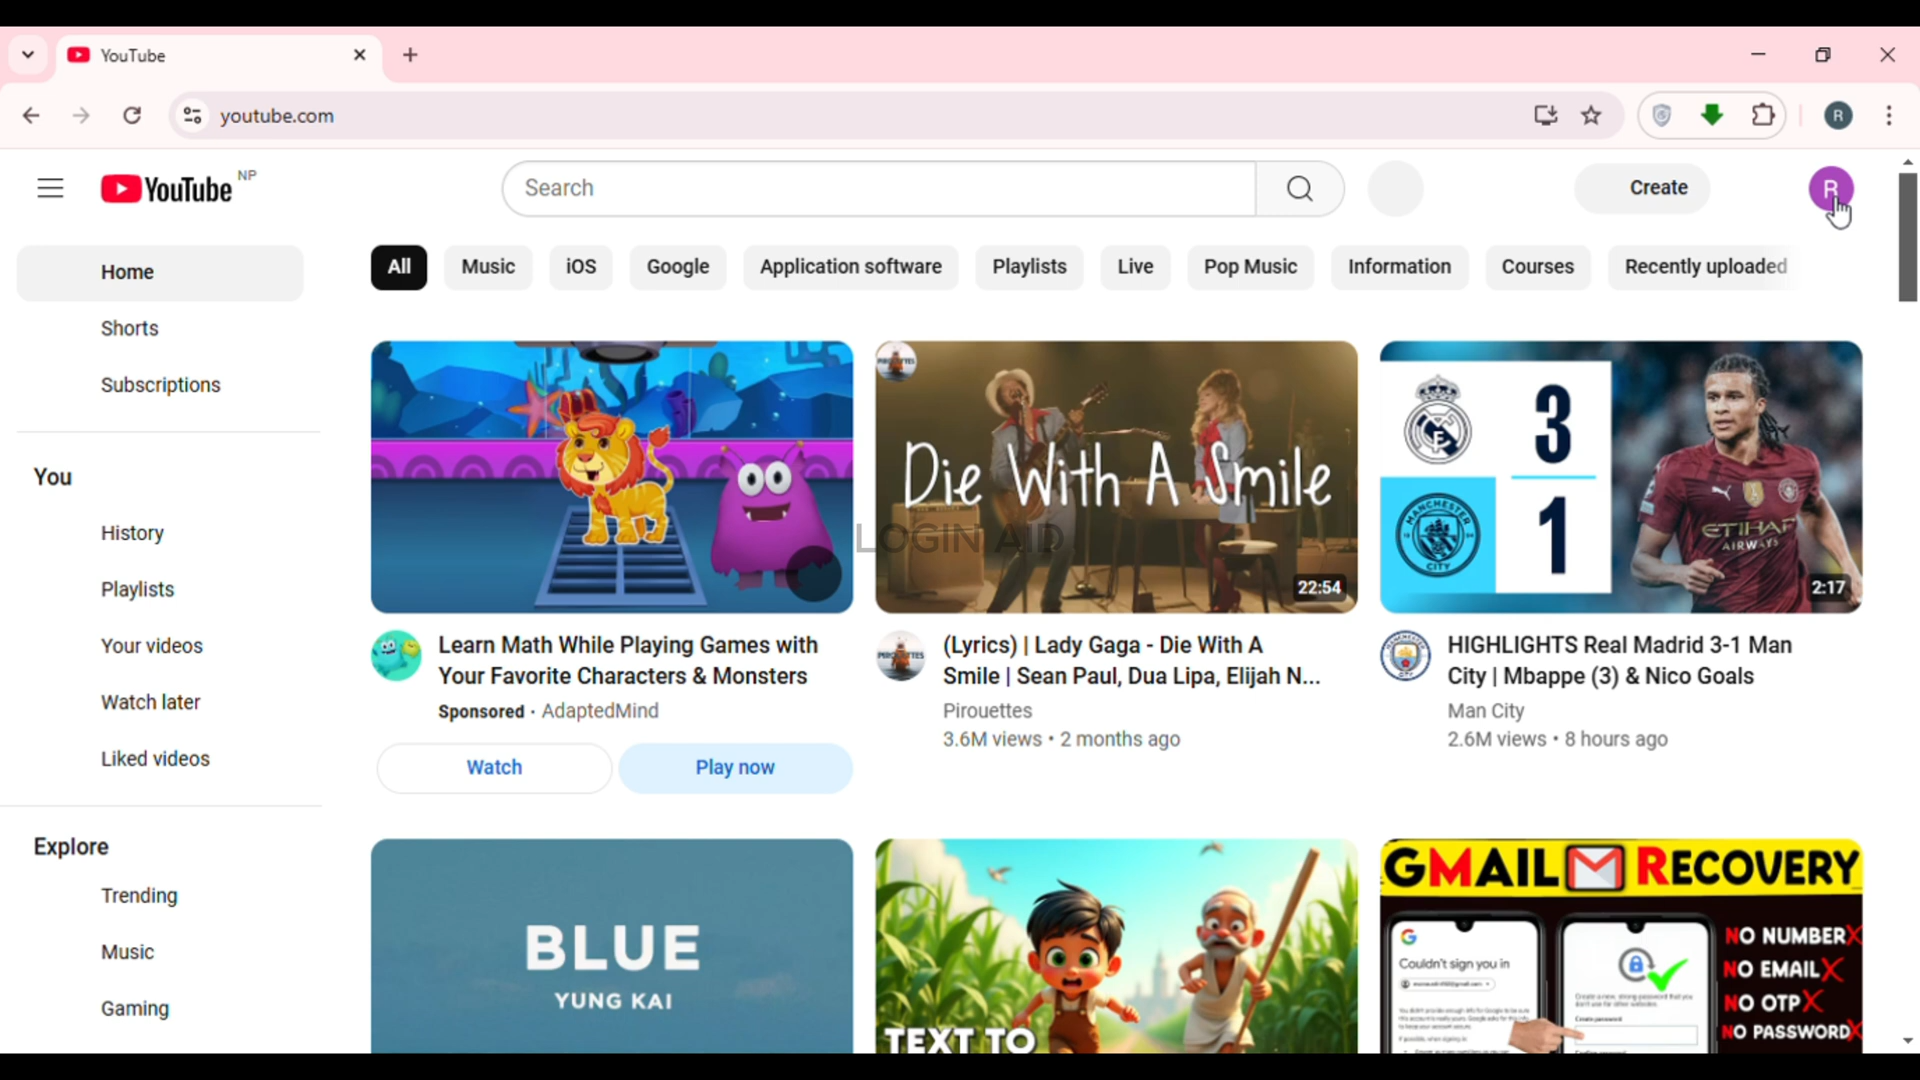 YouTube
youtube.com
R
YouTube NP
Search
Create
R
Home
Shorts
Subscriptions
You
History
Playlists
Your videos
Watch later
Liked videos
Explore
Trending
Music
Gaming
All
Music
iOS
Google
Application software
Playlists
Live
Pop Music
Information
Courses
Recently uploaded
Die With A Smile
22:54
3
1
MANCHESTER
CITY
ETIHAD
AIRWAYS
2:17
LOGIN AID
Learn Math While Playing Games with
Your Favorite Characters & Monsters
Sponsored · AdaptedMind
Watch
Play now
(Lyrics) | Lady Gaga - Die With A
Smile | Sean Paul, Dua Lipa, Elijah N...
Pirouettes
3.6M views • 2 months ago
HIGHLIGHTS Real Madrid 3-1 Man
City | Mbappe (3) & Nico Goals
Man City
2.6M views • 8 hours ago
BLUE
YUNG KAI
TEXT TO
GMAIL RECOVERY
Couldn't sign you in
NO NUMBER
NO EMAIL
NO OTP
NO PASSWORD